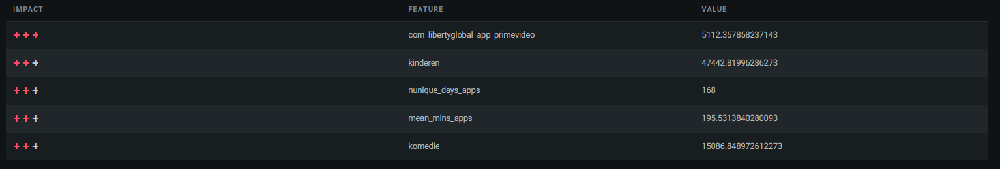 IMPACT FEATURE VALUE
+++ com_libertyglobal_app_primevideo 5112.357858237143
+++ kinderen 47442.81996286273
+++ nunique_days_apps 168
+++ mean_mins_apps 195.5313840280093
+++ komedie 15086.848972612273